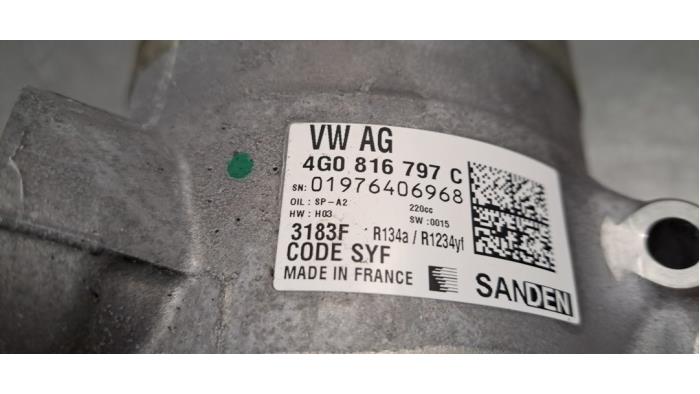 VW AG
4G0 816 797 C
SN: 01976406968
OIL: SP-A2 220cc
HW: H03 SW:0015
3183F R134a / R1234yf
CODE SYF
MADE IN FRANCE SANDEN